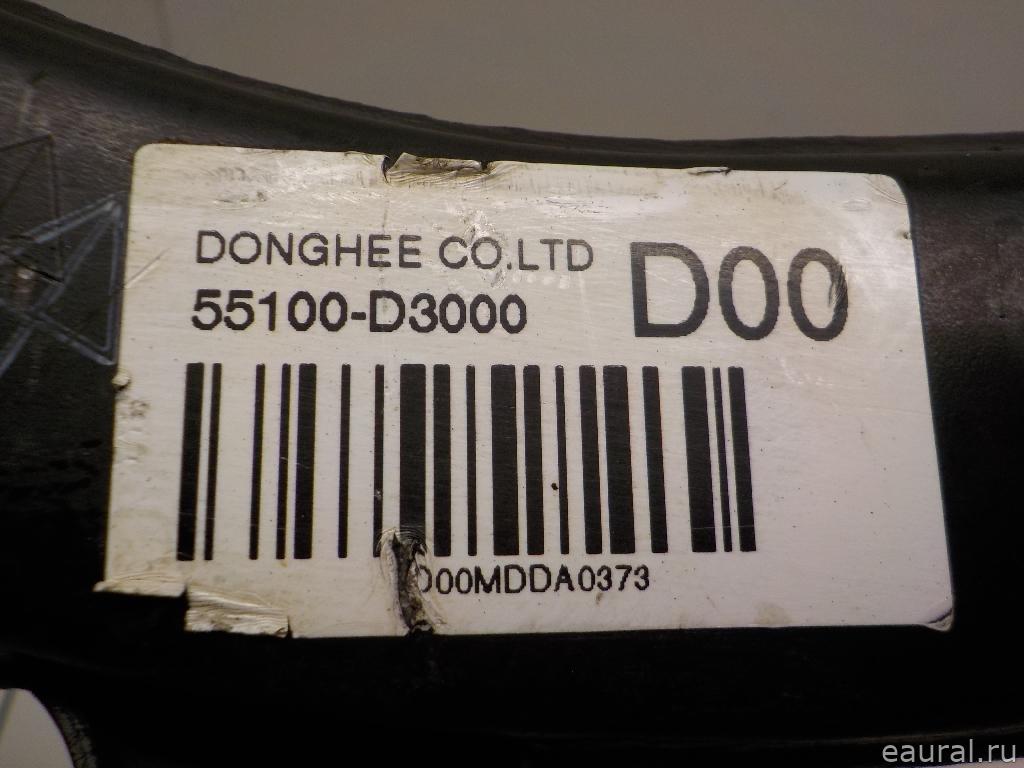 DONGHEE CO.LTD
55100-D3000
D00
D00MDDA0373
eaural.ru